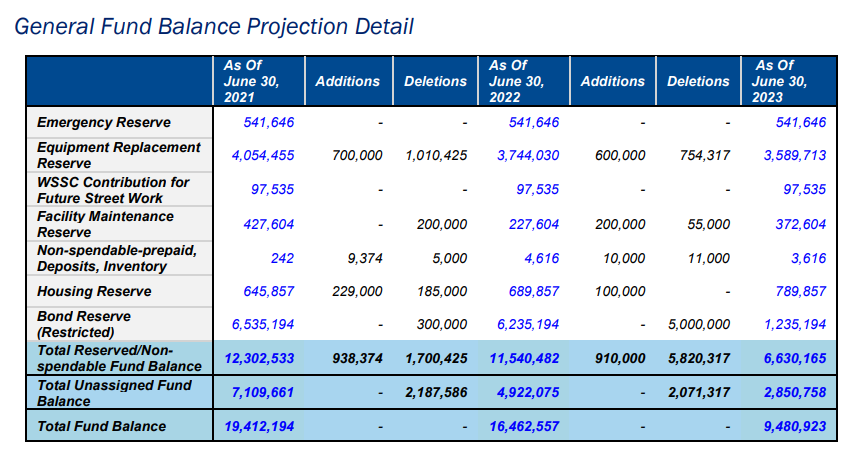 General Fund Balance Projection Detail
As Of June 30, 2021 Additions Deletions As Of June 30, 2022 Additions Deletions As Of June 30, 2023
Emergency Reserve 541,646 - - 541,646 - - 541,646
Equipment Replacement Reserve 4,054,455 700,000 1,010,425 3,744,030 600,000 754,317 3,589,713
WSSC Contribution for Future Street Work 97,535 - - 97,535 - - 97,535
Facility Maintenance Reserve 427,604 - 200,000 227,604 200,000 55,000 372,604
Non-spendable-prepaid, Deposits, Inventory 242 9,374 5,000 4,616 10,000 11,000 3,616
Housing Reserve 645,857 229,000 185,000 689,857 100,000 - 789,857
Bond Reserve (Restricted) 6,535,194 - 300,000 6,235,194 - 5,000,000 1,235,194
Total Reserved/Non-spendable Fund Balance 12,302,533 938,374 1,700,425 11,540,482 910,000 5,820,317 6,630,165
Total Unassigned Fund Balance 7,109,661 - 2,187,586 4,922,075 - 2,071,317 2,850,758
Total Fund Balance 19,412,194 - - 16,462,557 - - 9,480,923